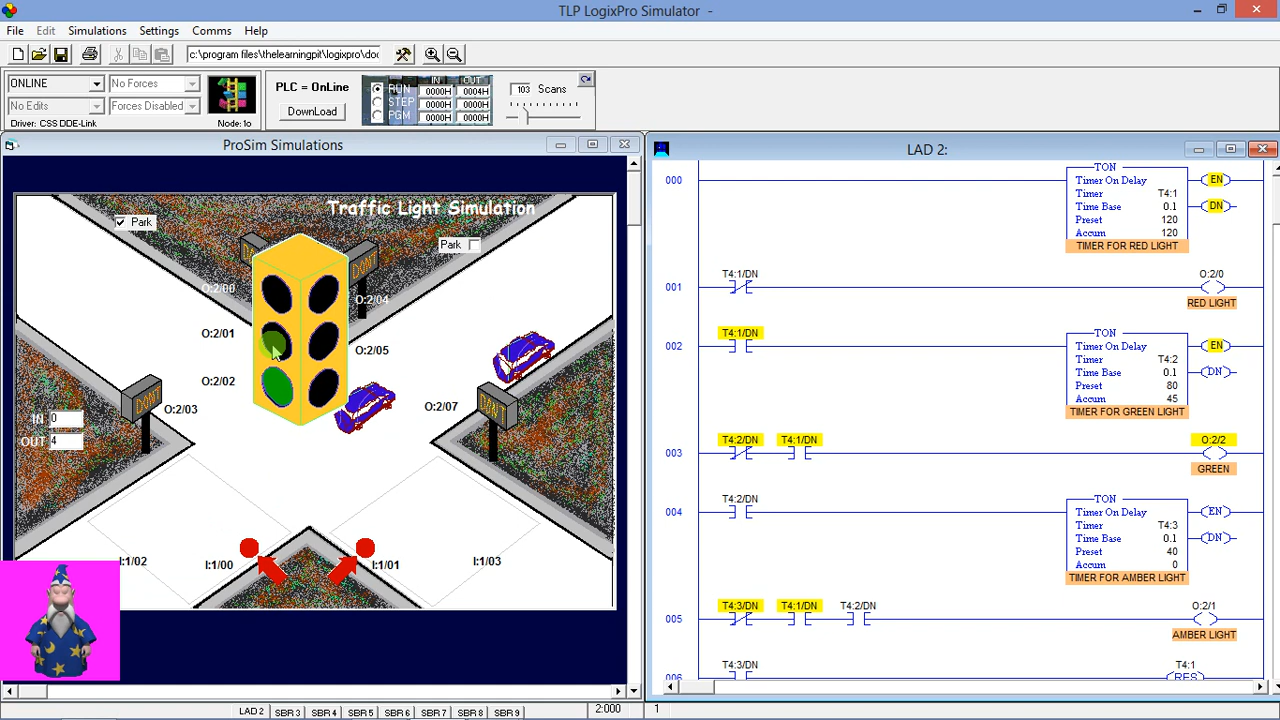 TLP LogixPro Simulator -
File Edit Simulations Settings Comms Help
c:\program files\thelearningpit\logixpro\doc
ONLINE No Forces
No Edits Forces Disabled
Driver: CSS DDE-Link Node: 1o
PLC = OnLine
DownLoad
RUN
STEP
PGM
IN OUT
0000H 0004H
0000H 0000H
0000H 0000H
103 Scans
ProSim Simulations
Traffic Light Simulation
Park
Park
DONT
O:2/00
O:2/04
O:2/01
O:2/05
O:2/02
DONT
O:2/03
O:2/07
IN 0
OUT 4
I:1/02 I:1/00 I:1/01 I:1/03
LAD 2:
000
TON
Timer On Delay
Timer T4:1
Time Base 0.1
Preset 120
Accum 120
EN
DN
TIMER FOR RED LIGHT
T4:1/DN O:2/0
001
RED LIGHT
T4:1/DN
002
TON
Timer On Delay
Timer T4:2
Time Base 0.1
Preset 80
Accum 45
EN
DN
TIMER FOR GREEN LIGHT
T4:2/DN T4:1/DN O:2/2
003
GREEN
T4:2/DN
004
TON
Timer On Delay
Timer T4:3
Time Base 0.1
Preset 40
Accum 0
EN
DN
TIMER FOR AMBER LIGHT
T4:3/DN T4:1/DN T4:2/DN O:2/1
005
AMBER LIGHT
T4:3/DN T4:1
006
RES
LAD 2 SBR 3 SBR 4 SBR 5 SBR 6 SBR 7 SBR 8 SBR 9 2:000 1